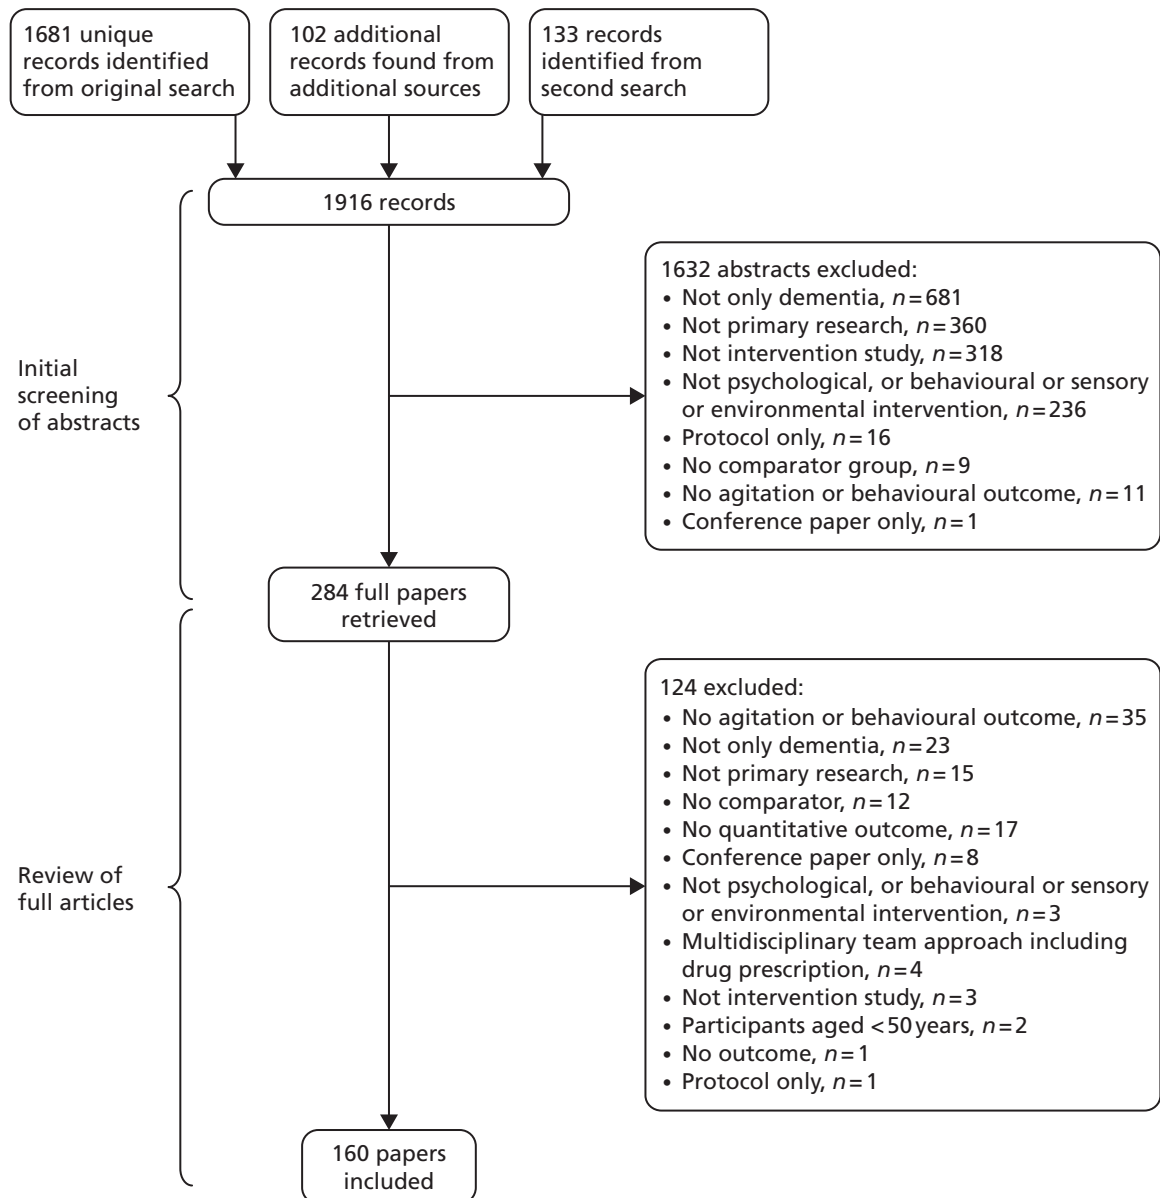 1681 unique
records identified
from original search
102 additional
records found from
additional sources
133 records
identified from
second search
1916 records
Initial
screening
of abstracts
1632 abstracts excluded:
• Not only dementia, n=681
• Not primary research, n=360
• Not intervention study, n=318
• Not psychological, or behavioural or sensory
or environmental intervention, n=236
• Protocol only, n=16
• No comparator group, n=9
• No agitation or behavioural outcome, n=11
• Conference paper only, n=1
284 full papers
retrieved
Review of
full articles
124 excluded:
• No agitation or behavioural outcome, n=35
• Not only dementia, n=23
• Not primary research, n=15
• No comparator, n=12
• No quantitative outcome, n=17
• Conference paper only, n=8
• Not psychological, or behavioural or sensory
or environmental intervention, n=3
• Multidisciplinary team approach including
drug prescription, n=4
• Not intervention study, n=3
• Participants aged <50 years, n=2
• No outcome, n=1
• Protocol only, n=1
160 papers
included